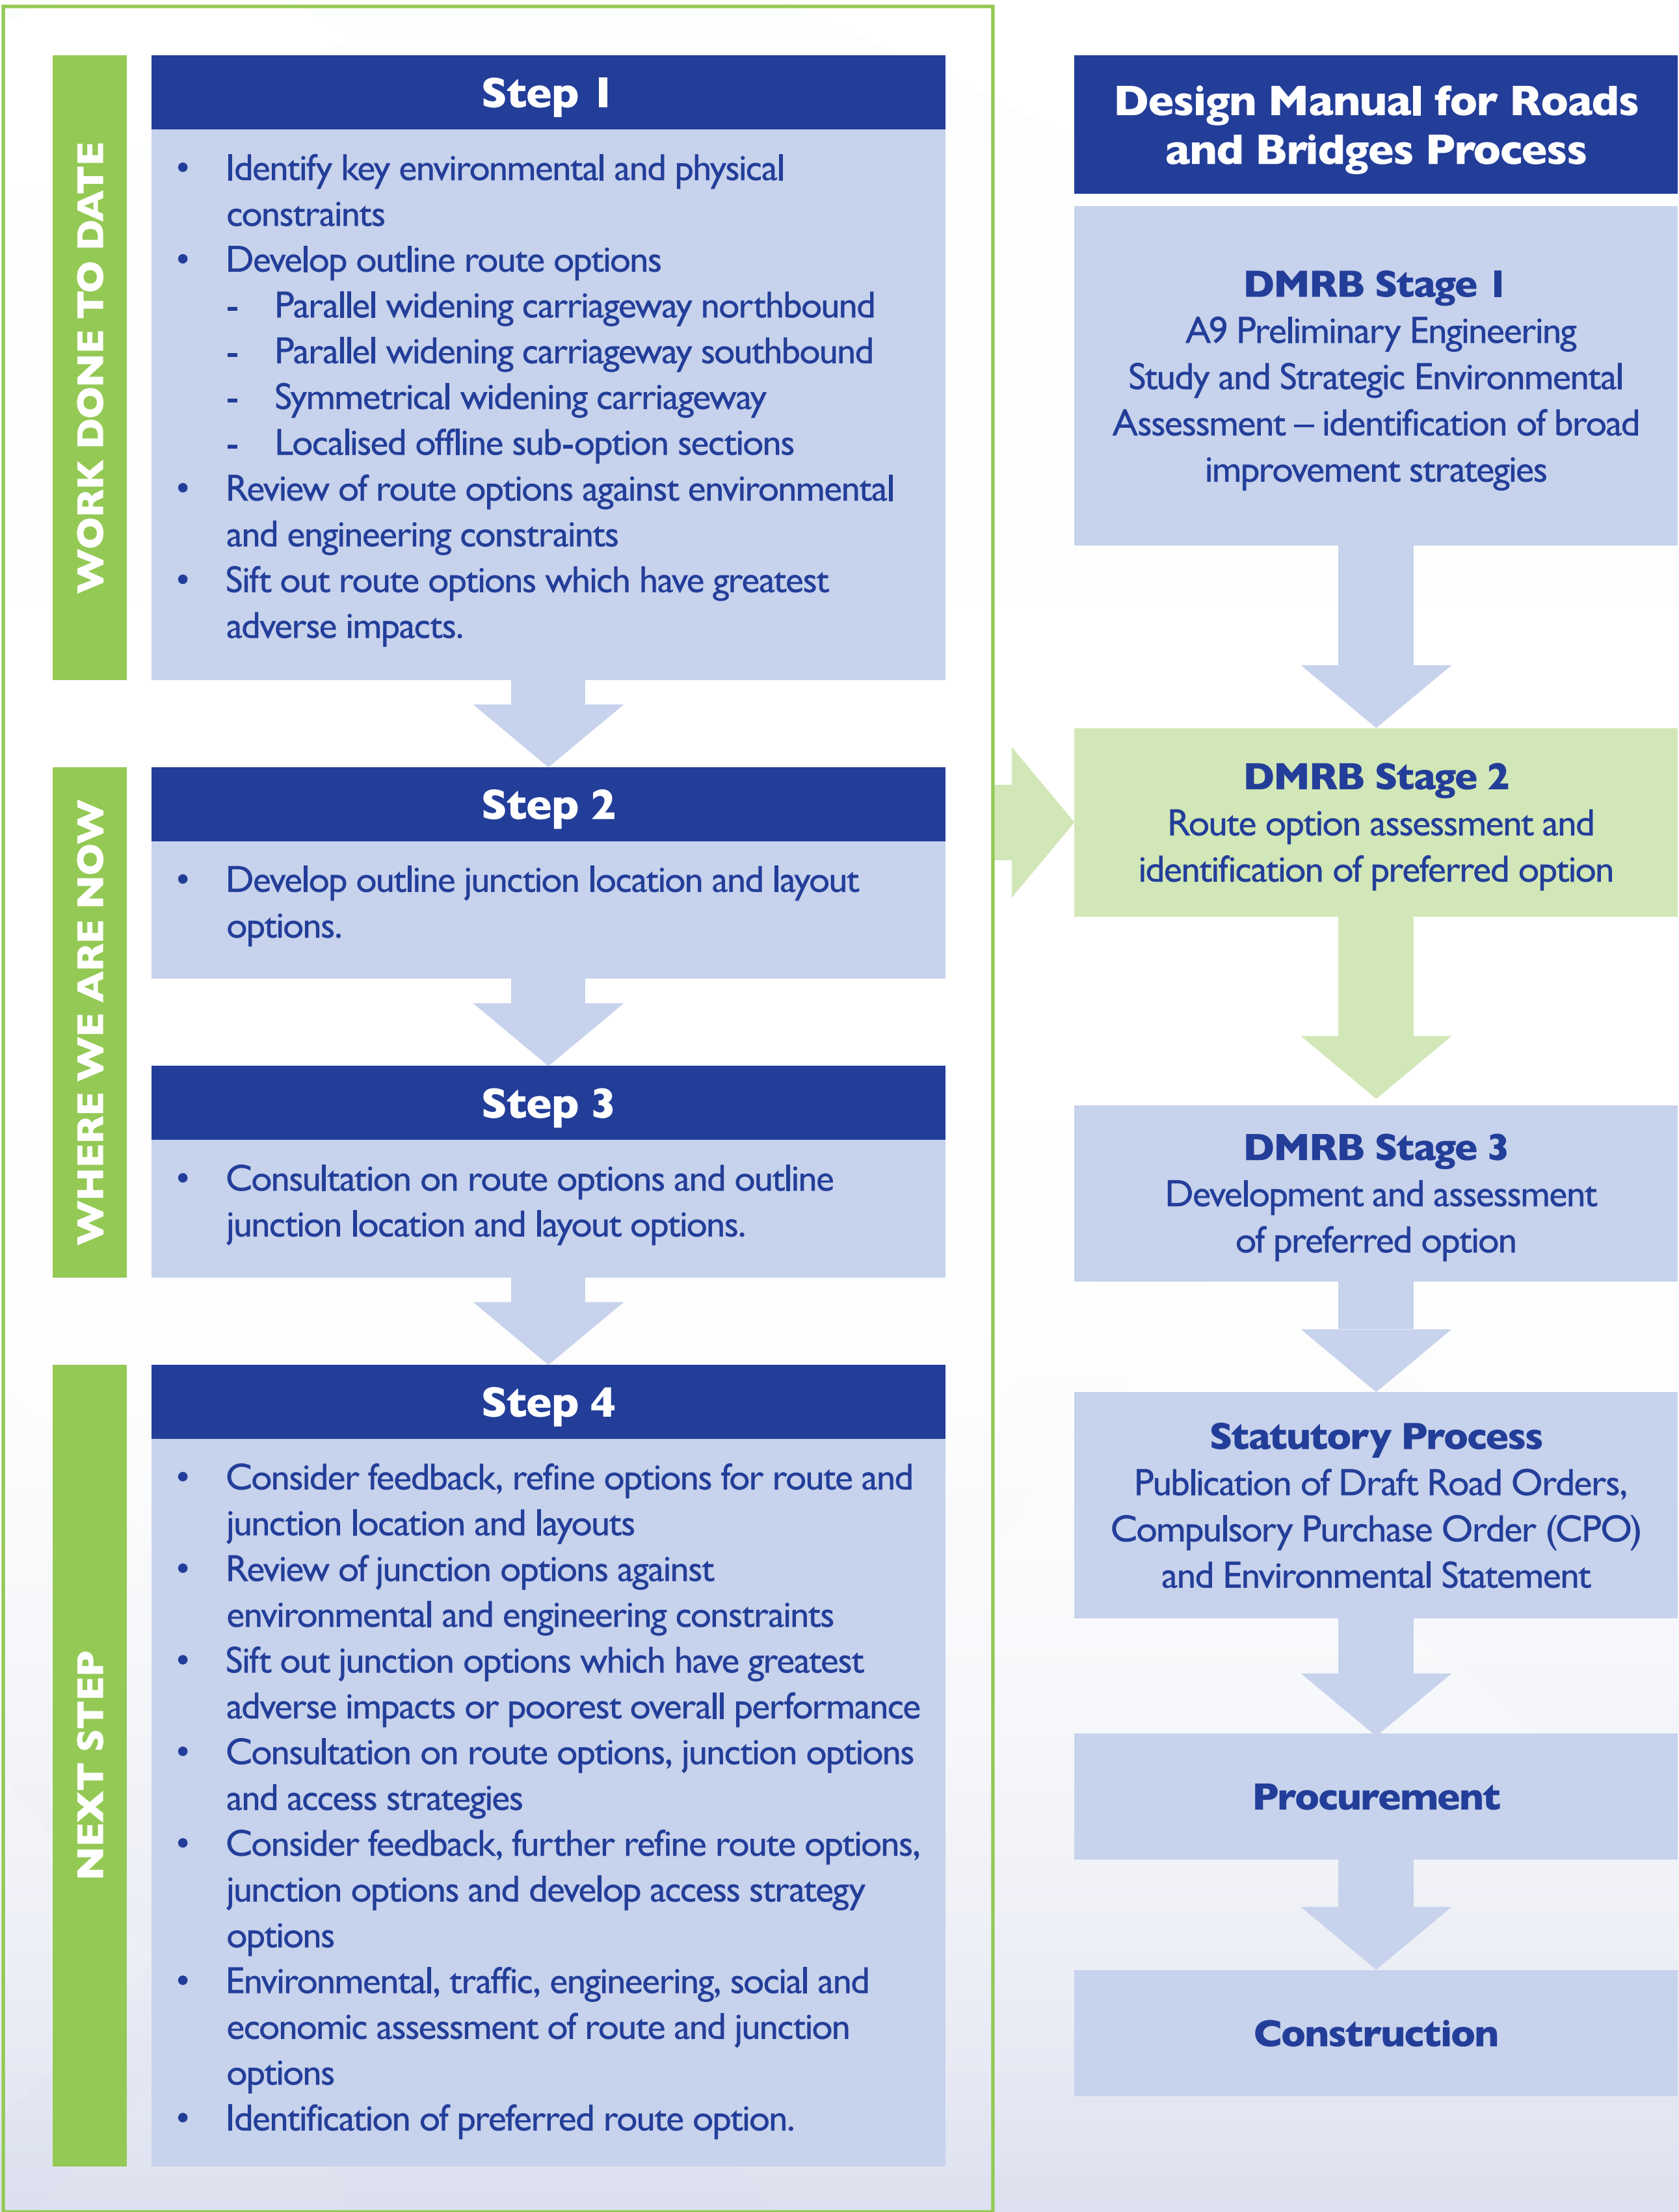 WORK DONE TO DATE
Step 1
• Identify key environmental and physical
constraints
• Develop outline route options
- Parallel widening carriageway northbound
- Parallel widening carriageway southbound
- Symmetrical widening carriageway
- Localised offline sub-option sections
• Review of route options against environmental
and engineering constraints
• Sift out route options which have greatest
adverse impacts.
WHERE WE ARE NOW
Step 2
• Develop outline junction location and layout
options.
Step 3
• Consultation on route options and outline
junction location and layout options.
NEXT STEP
Step 4
• Consider feedback, refine options for route and
junction location and layouts
• Review of junction options against
environmental and engineering constraints
• Sift out junction options which have greatest
adverse impacts or poorest overall performance
• Consultation on route options, junction options
and access strategies
• Consider feedback, further refine route options,
junction options and develop access strategy
options
• Environmental, traffic, engineering, social and
economic assessment of route and junction
options
• Identification of preferred route option.
Design Manual for Roads
and Bridges Process
DMRB Stage 1
A9 Preliminary Engineering
Study and Strategic Environmental
Assessment – identification of broad
improvement strategies
DMRB Stage 2
Route option assessment and
identification of preferred option
DMRB Stage 3
Development and assessment
of preferred option
Statutory Process
Publication of Draft Road Orders,
Compulsory Purchase Order (CPO)
and Environmental Statement
Procurement
Construction